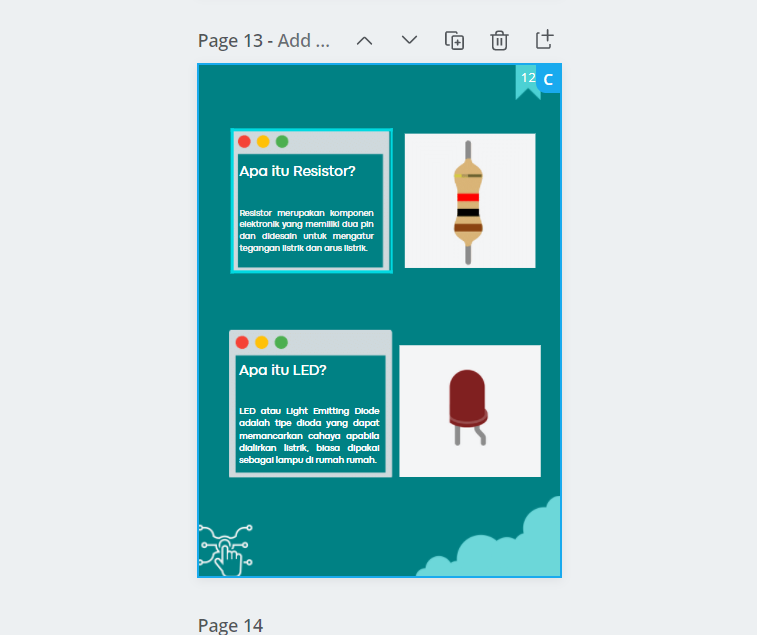 Page 13 - Add ...
12
C
Apa itu Resistor?
Resistor merupakan komponen
elektronik yang memiliki dua pin
dan didesain untuk mengatur
tegangan listrik dan arus listrik.
Apa itu LED?
LED atau Light Emitting Diode
adalah tipe dioda yang dapat
memancarkan cahaya apabila
dialirkan listrik, biasa dipakai
sebagai lampu di rumah rumah.
Page 14